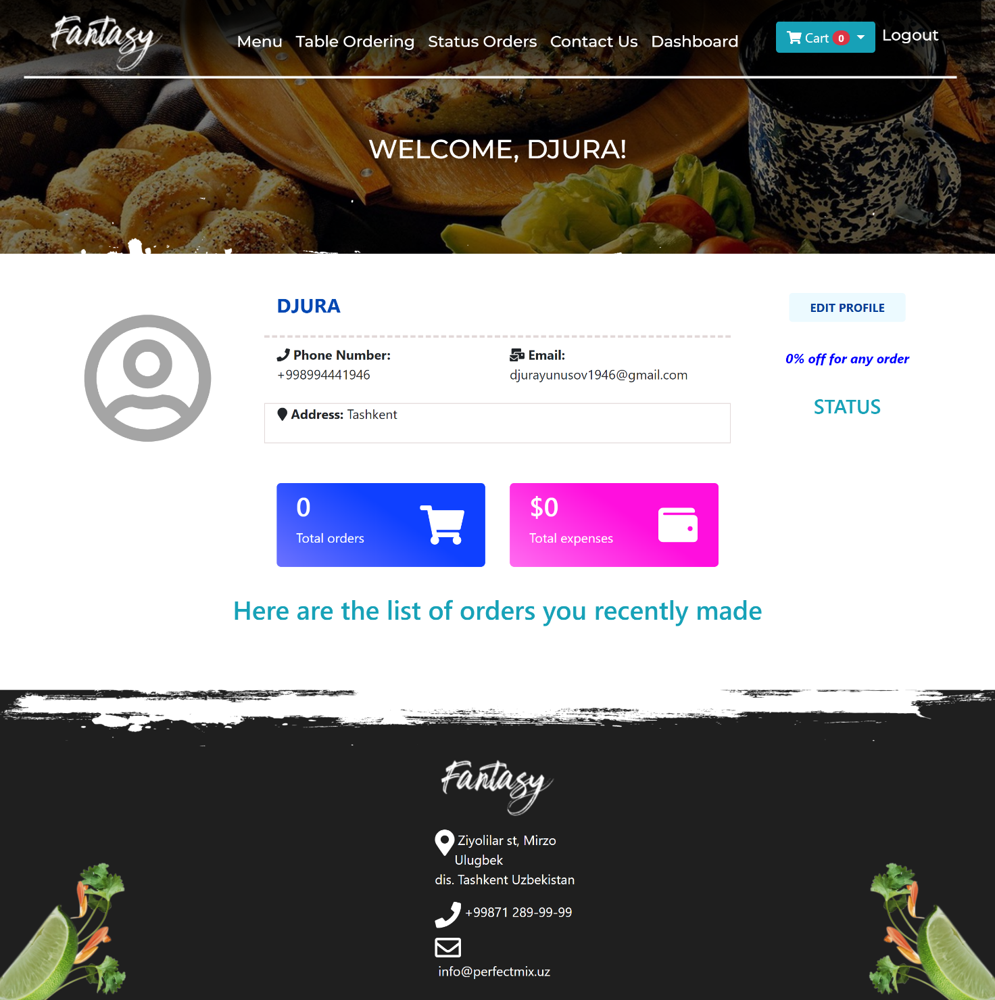 Fantasy
Menu Table Ordering Status Orders Contact Us Dashboard
Cart 0
Logout
WELCOME, DJURA!
DJURA
EDIT PROFILE
Phone Number:
+998994441946
Email:
djurayunusov1946@gmail.com
0% off for any order
Address: Tashkent
STATUS
0
Total orders
$0
Total expenses
Here are the list of orders you recently made
Fantasy
Ziyolilar st, Mirzo
Ulugbek
dis. Tashkent Uzbekistan
+99871 289-99-99
info@perfectmix.uz